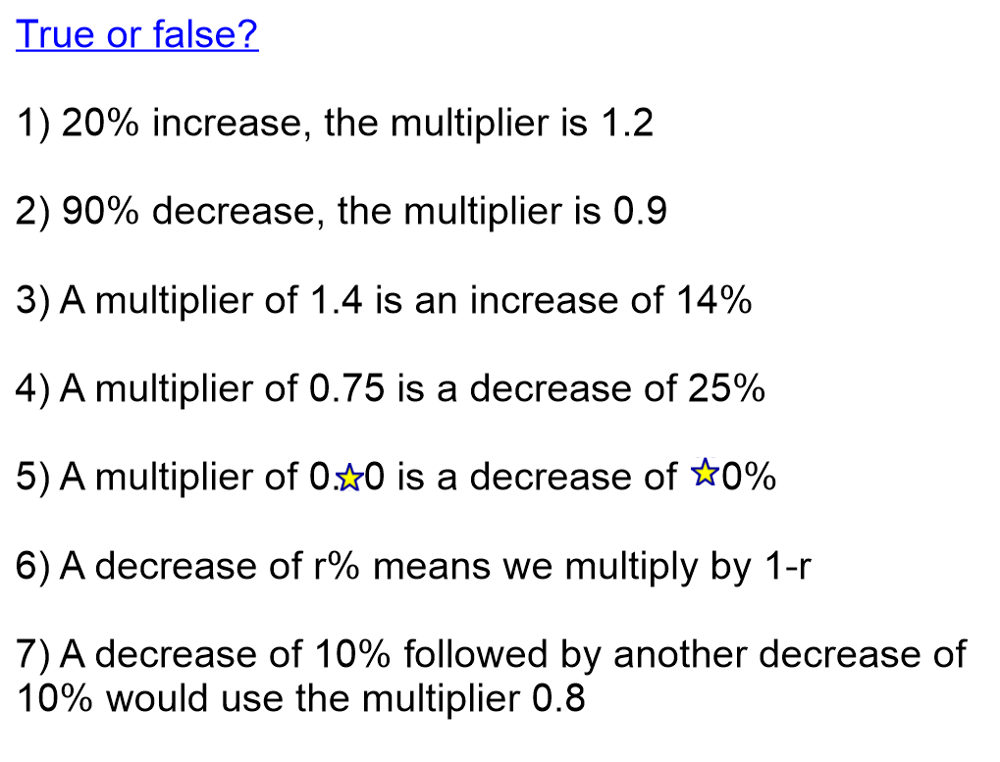 True or false?
1) 20% increase, the multiplier is 1.2
2) 90% decrease, the multiplier is 0.9
3) A multiplier of 1.4 is an increase of 14%
4) A multiplier of 0.75 is a decrease of 25%
5) A multiplier of 0.⭐0 is a decrease of ⭐0%
6) A decrease of r% means we multiply by 1-r
7) A decrease of 10% followed by another decrease of
10% would use the multiplier 0.8